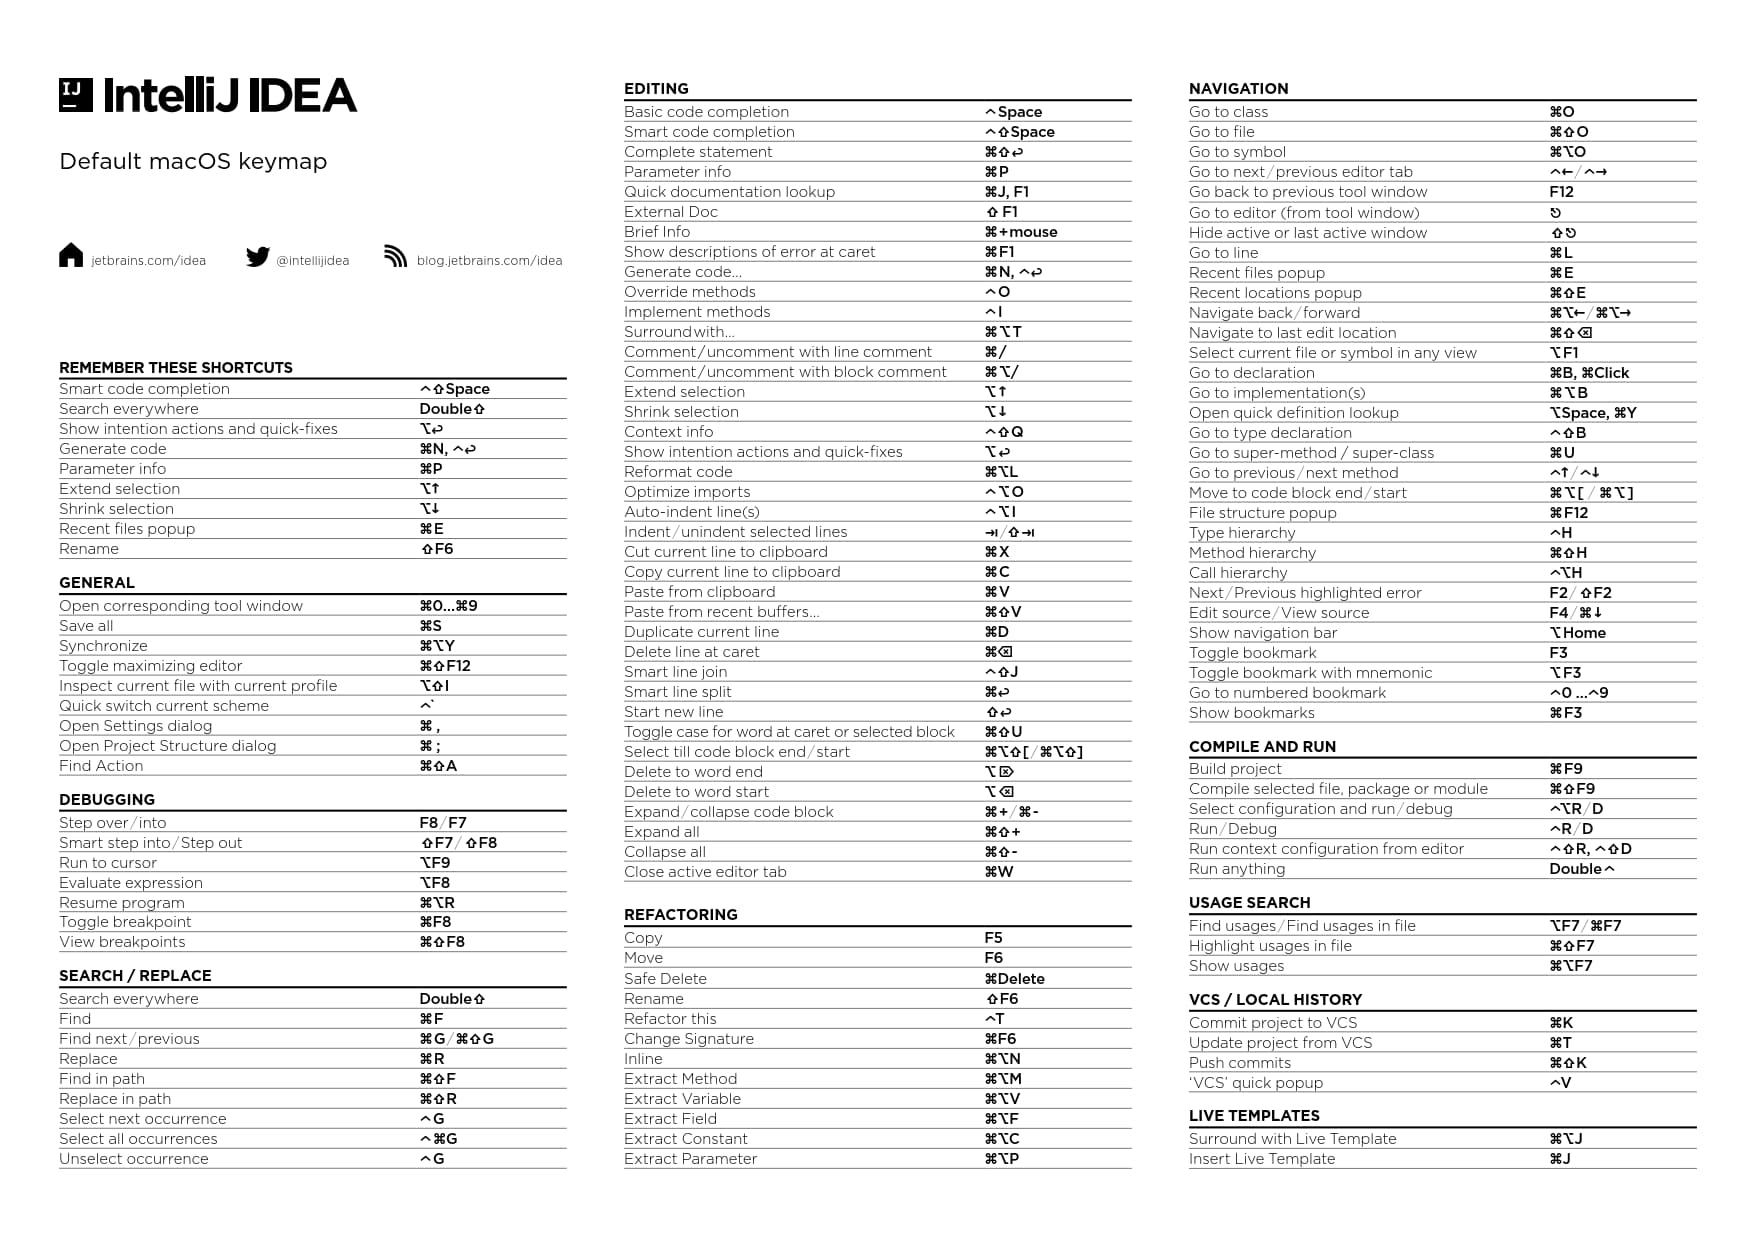 IJ IntelliJ IDEA
Default macOS keymap
jetbrains.com/idea @intellijidea blog.jetbrains.com/idea
REMEMBER THESE SHORTCUTS
Smart code completion ⌃⇧Space
Search everywhere Double⇧
Show intention actions and quick-fixes ⌥↩
Generate code ⌘N, ⌃↩
Parameter info ⌘P
Extend selection ⌥↑
Shrink selection ⌥↓
Recent files popup ⌘E
Rename ⇧F6
GENERAL
Open corresponding tool window ⌘0...⌘9
Save all ⌘S
Synchronize ⌘⌥Y
Toggle maximizing editor ⌘⇧F12
Inspect current file with current profile ⌥⇧I
Quick switch current scheme ⌃`
Open Settings dialog ⌘ ,
Open Project Structure dialog ⌘ ;
Find Action ⌘⇧A
DEBUGGING
Step over/into F8/F7
Smart step into/Step out ⇧F7/⇧F8
Run to cursor ⌥F9
Evaluate expression ⌥F8
Resume program ⌘⌥R
Toggle breakpoint ⌘F8
View breakpoints ⌘⇧F8
SEARCH / REPLACE
Search everywhere Double⇧
Find ⌘F
Find next/previous ⌘G/⌘⇧G
Replace ⌘R
Find in path ⌘⇧F
Replace in path ⌘⇧R
Select next occurrence ⌃G
Select all occurrences ⌃⌘G
Unselect occurrence ⌃G
EDITING
Basic code completion ⌃Space
Smart code completion ⌃⇧Space
Complete statement ⌘⇧↩
Parameter info ⌘P
Quick documentation lookup ⌘J, F1
External Doc ⇧F1
Brief Info ⌘+mouse
Show descriptions of error at caret ⌘F1
Generate code... ⌘N, ⌃↩
Override methods ⌃O
Implement methods ⌃I
Surround with... ⌘⌥T
Comment/uncomment with line comment ⌘/
Comment/uncomment with block comment ⌘⌥/
Extend selection ⌥↑
Shrink selection ⌥↓
Context info ⌃⇧Q
Show intention actions and quick-fixes ⌥↩
Reformat code ⌘⌥L
Optimize imports ⌃⌥O
Auto-indent line(s) ⌃⌥I
Indent/unindent selected lines ⇥/⇧⇥
Cut current line to clipboard ⌘X
Copy current line to clipboard ⌘C
Paste from clipboard ⌘V
Paste from recent buffers... ⌘⇧V
Duplicate current line ⌘D
Delete line at caret ⌘⌫
Smart line join ⌃⇧J
Smart line split ⌘↩
Start new line ⇧↩
Toggle case for word at caret or selected block ⌘⇧U
Select till code block end/start ⌘⌥⇧[/⌘⌥⇧]
Delete to word end ⌥⌦
Delete to word start ⌥⌫
Expand/collapse code block ⌘+/⌘-
Expand all ⌘⇧+
Collapse all ⌘⇧-
Close active editor tab ⌘W
REFACTORING
Copy F5
Move F6
Safe Delete ⌘Delete
Rename ⇧F6
Refactor this ⌃T
Change Signature ⌘F6
Inline ⌘⌥N
Extract Method ⌘⌥M
Extract Variable ⌘⌥V
Extract Field ⌘⌥F
Extract Constant ⌘⌥C
Extract Parameter ⌘⌥P
NAVIGATION
Go to class ⌘O
Go to file ⌘⇧O
Go to symbol ⌘⌥O
Go to next/previous editor tab ⌃←/⌃→
Go back to previous tool window F12
Go to editor (from tool window) ⎋
Hide active or last active window ⇧⎋
Go to line ⌘L
Recent files popup ⌘E
Recent locations popup ⌘⇧E
Navigate back/forward ⌘⌥←/⌘⌥→
Navigate to last edit location ⌘⇧⌫
Select current file or symbol in any view ⌥F1
Go to declaration ⌘B, ⌘Click
Go to implementation(s) ⌘⌥B
Open quick definition lookup ⌥Space, ⌘Y
Go to type declaration ⌃⇧B
Go to super-method / super-class ⌘U
Go to previous/next method ⌃↑/⌃↓
Move to code block end/start ⌘⌥[ / ⌘⌥]
File structure popup ⌘F12
Type hierarchy ⌃H
Method hierarchy ⌘⇧H
Call hierarchy ⌃⌥H
Next/Previous highlighted error F2/⇧F2
Edit source/View source F4/⌘↓
Show navigation bar ⌥Home
Toggle bookmark F3
Toggle bookmark with mnemonic ⌥F3
Go to numbered bookmark ⌃0 ...⌃9
Show bookmarks ⌘F3
COMPILE AND RUN
Build project ⌘F9
Compile selected file, package or module ⌘⇧F9
Select configuration and run/debug ⌃⌥R/D
Run/Debug ⌃R/D
Run context configuration from editor ⌃⇧R, ⌃⇧D
Run anything Double⌃
USAGE SEARCH
Find usages/Find usages in file ⌥F7/⌘F7
Highlight usages in file ⌘⇧F7
Show usages ⌘⌥F7
VCS / LOCAL HISTORY
Commit project to VCS ⌘K
Update project from VCS ⌘T
Push commits ⌘⇧K
‘VCS’ quick popup ⌃V
LIVE TEMPLATES
Surround with Live Template ⌘⌥J
Insert Live Template ⌘J